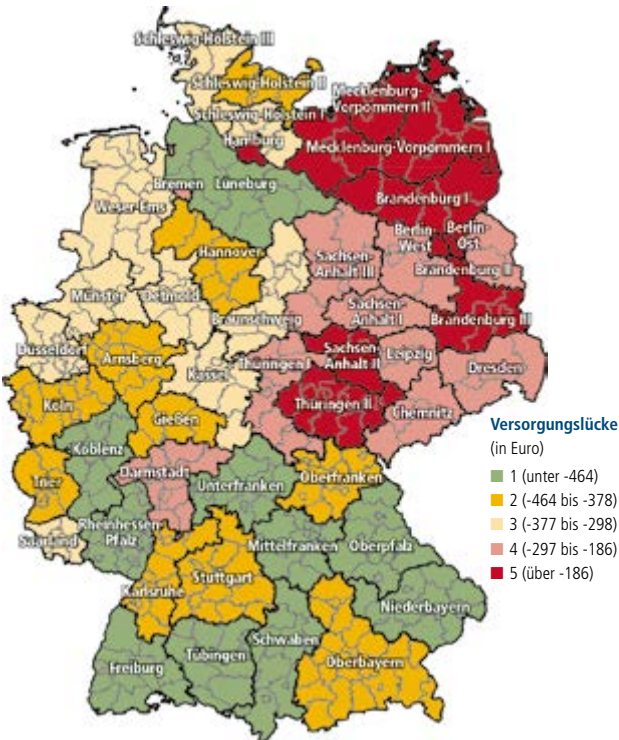 Schleswig-Holstein III
Schleswig-Holstein II
Mecklenburg-
Vorpommern II
Schleswig-Holstein I
Hamburg
Mecklenburg-Vorpommern I
Bremen
Lüneburg
Brandenburg I
Weser-Ems
Berlin-
West
Berlin-
Ost
Hannover
Sachsen-
Anhalt III
Brandenburg II
Münster
Detmold
Braunschweig
Sachsen-
Anhalt I
Brandenburg III
Düsseldorf
Arnsberg
Kassel
Thüringen I
Sachsen-
Anhalt II
Leipzig
Dresden
Köln
Gießen
Thüringen II
Chemnitz
Koblenz
Trier
Darmstadt
Unterfranken
Oberfranken
Saarland
Rheinhessen-
Pfalz
Mittelfranken
Oberpfalz
Karlsruhe
Stuttgart
Niederbayern
Freiburg
Tübingen
Schwaben
Oberbayern
Versorgungslücke
(in Euro)
1 (unter -464)
2 (-464 bis -378)
3 (-377 bis -298)
4 (-297 bis -186)
5 (über -186)